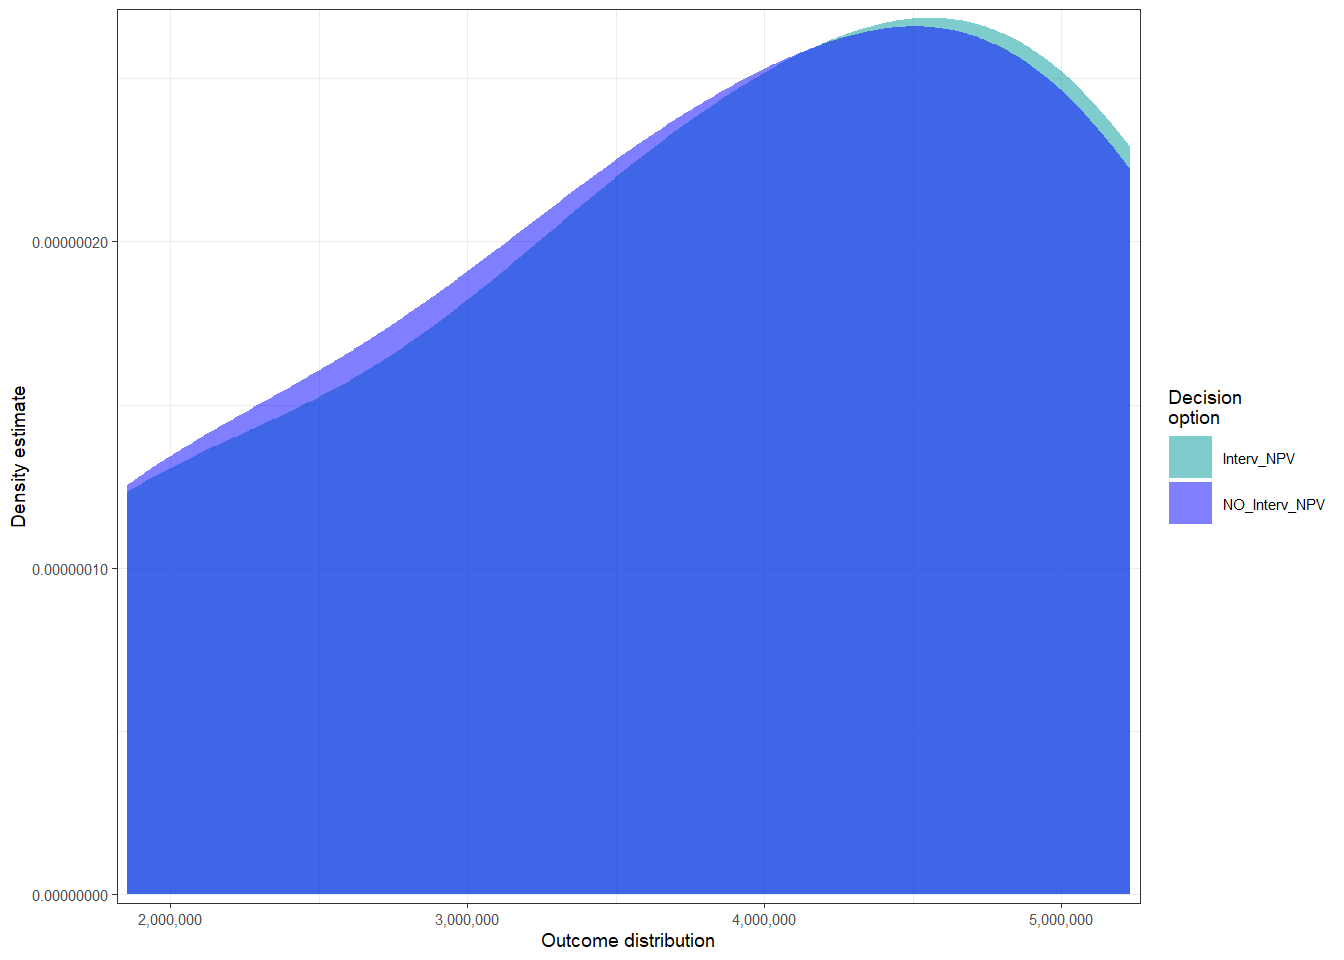 Density estimate
0.00000020
0.00000010
0.00000000
2,000,000
3,000,000
4,000,000
5,000,000
Outcome distribution
Decision
option
Interv_NPV
NO_Interv_NPV